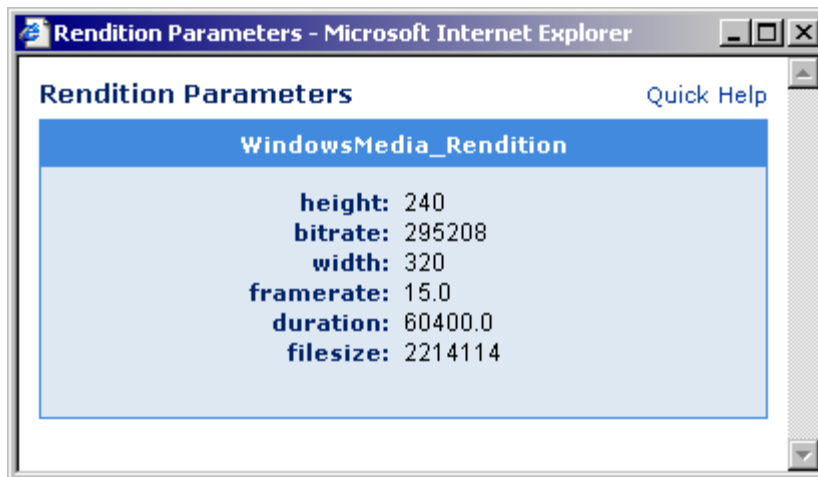 Rendition Parameters - Microsoft Internet Explorer
Rendition Parameters Quick Help
WindowsMedia_Rendition
height: 240
bitrate: 295208
width: 320
framerate: 15.0
duration: 60400.0
filesize: 2214114